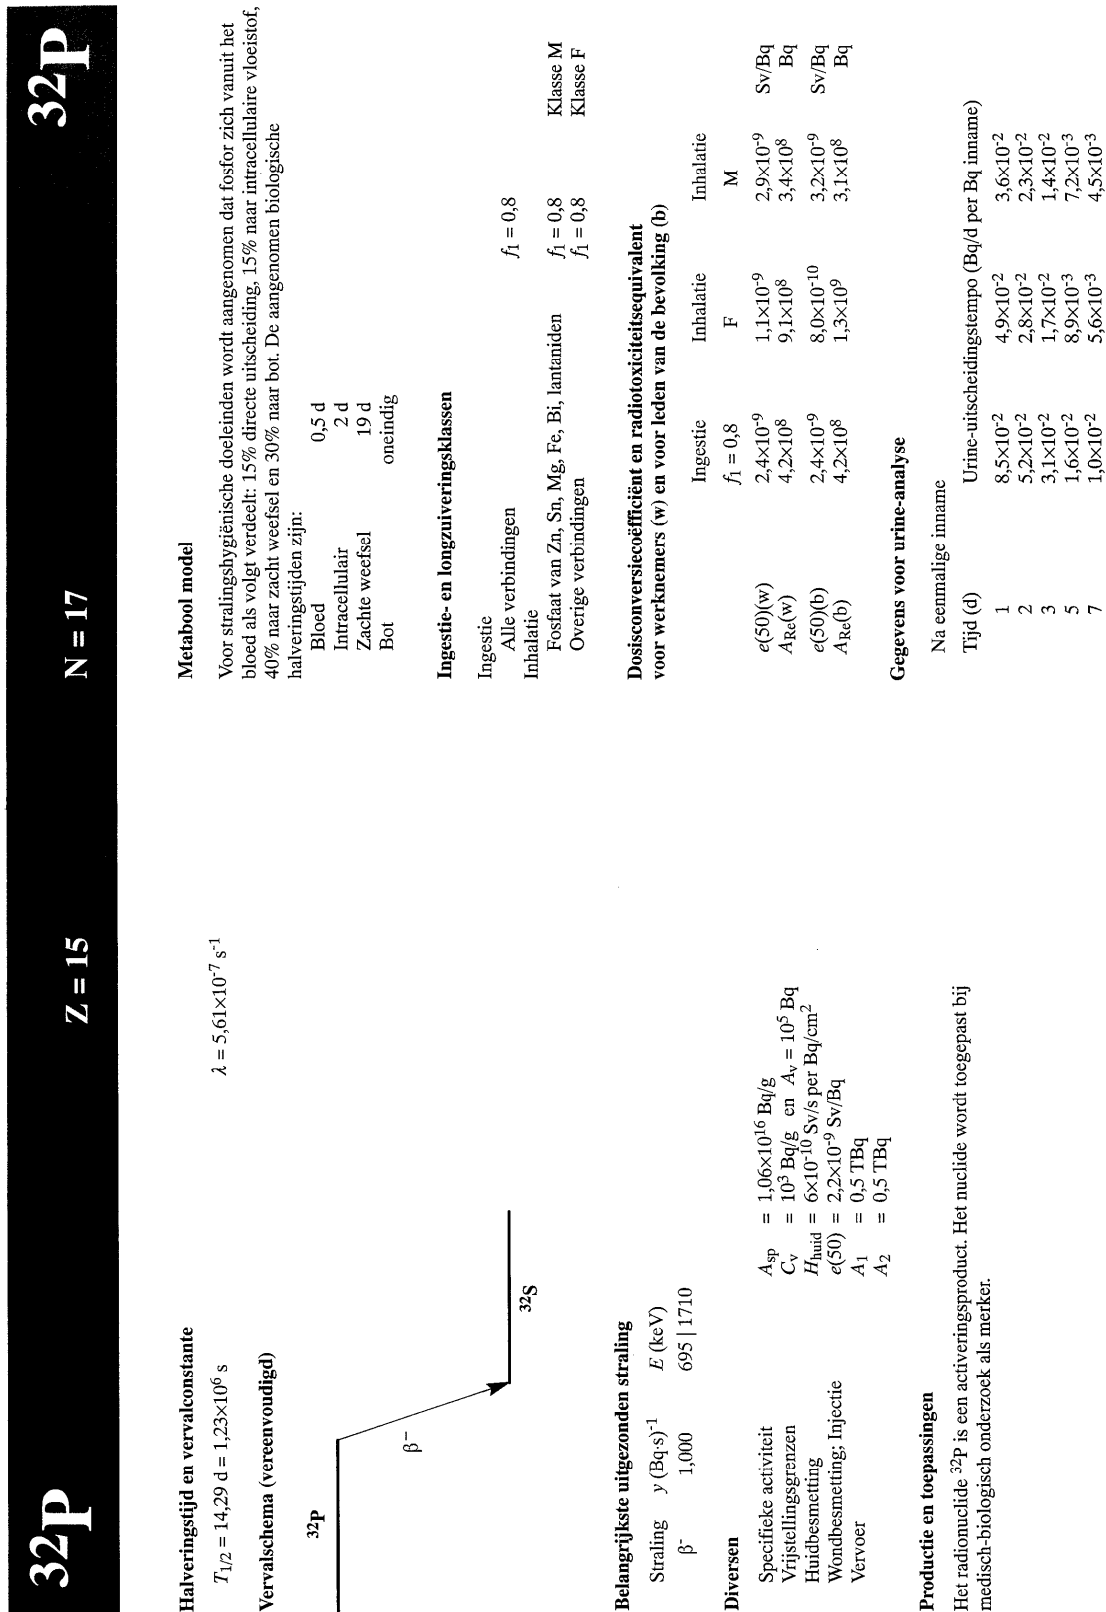 32P Z = 15 N = 17 32P
Halveringstijd en vervalconstante
T1/2 = 14,29 d = 1,23×10^6 s λ = 5,61×10^-7 s^-1
Vervalschema (vereenvoudigd)
32P
β-
32S
Belangrijkste uitgezonden straling
Straling y (Bq·s)^-1 E (keV)
β- 1,000 695 | 1710
Diversen
Specifieke activiteit Asp = 1,06×10^16 Bq/g
Vrijstellingsgrenzen Cv = 10^3 Bq/g en Av = 10^5 Bq
Huidbesmetting Hhuid = 6×10^-10 Sv/s per Bq/cm^2
Wondbesmetting; Injectie e(50) = 2,2×10^-9 Sv/Bq
Vervoer A1 = 0,5 TBq
A2 = 0,5 TBq
Productie en toepassingen
Het radionuclide 32P is een activeringsproduct. Het nuclide wordt toegepast bij
medisch-biologisch onderzoek als merker.
Metabool model
Voor stralingshygiënische doeleinden wordt aangenomen dat fosfor zich vanuit het
bloed als volgt verdeelt: 15% directe uitscheiding, 15% naar intracellulaire vloeistof,
40% naar zacht weefsel en 30% naar bot. De aangenomen biologische
halveringstijden zijn:
Bloed 0,5 d
Intracellulair 2 d
Zachte weefsel 19 d
Bot oneindig
Ingestie- en longzuiveringsklassen
Ingestie
Alle verbindingen f1 = 0,8
Inhalatie
Fosfaat van Zn, Sn, Mg, Fe, Bi, lantaniden f1 = 0,8 Klasse M
Overige verbindingen f1 = 0,8 Klasse F
Dosisconversiecoëfficiënt en radiotoxiciteitsequivalent
voor werknemers (w) en voor leden van de bevolking (b)
Ingestie Inhalatie Inhalatie
f1 = 0,8 F M
e(50)(w) 2,4×10^-9 1,1×10^-9 2,9×10^-9 Sv/Bq
ARe(w) 4,2×10^8 9,1×10^8 3,4×10^8 Bq
e(50)(b) 2,4×10^-9 8,0×10^-10 3,2×10^-9 Sv/Bq
ARe(b) 4,2×10^8 1,3×10^9 3,1×10^8 Bq
Gegevens voor urine-analyse
Na eenmalige inname
Tijd (d) Urine-uitscheidingstempo (Bq/d per Bq inname)
1 8,5×10^-2 4,9×10^-2 3,6×10^-2
2 5,2×10^-2 2,8×10^-2 2,3×10^-2
3 3,1×10^-2 1,7×10^-2 1,4×10^-2
5 1,6×10^-2 8,9×10^-3 7,2×10^-3
7 1,0×10^-2 5,6×10^-3 4,5×10^-3